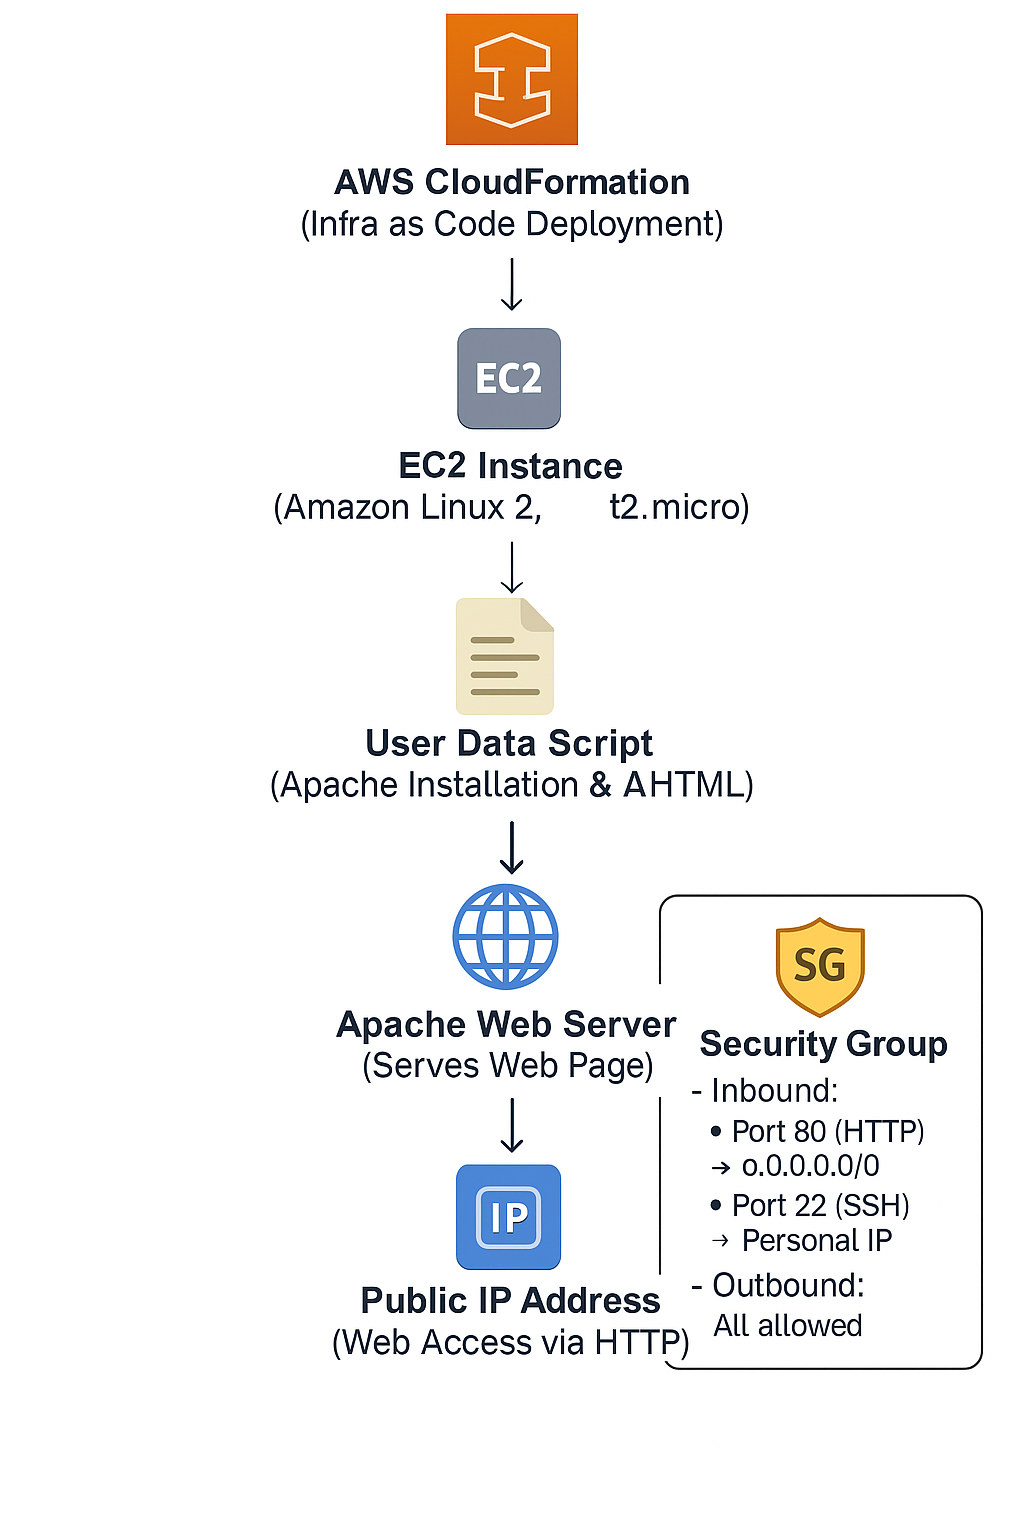 AWS CloudFormation
(Infra as Code Deployment)
EC2
EC2 Instance
(Amazon Linux 2, t2.micro)
User Data Script
(Apache Installation & AHTML)
Apache Web Server
(Serves Web Page)
IP
Public IP Address
(Web Access via HTTP)
SG
Security Group
- Inbound:
• Port 80 (HTTP)
→ o.0.0.0.0/0
• Port 22 (SSH)
→ Personal IP
- Outbound:
All allowed